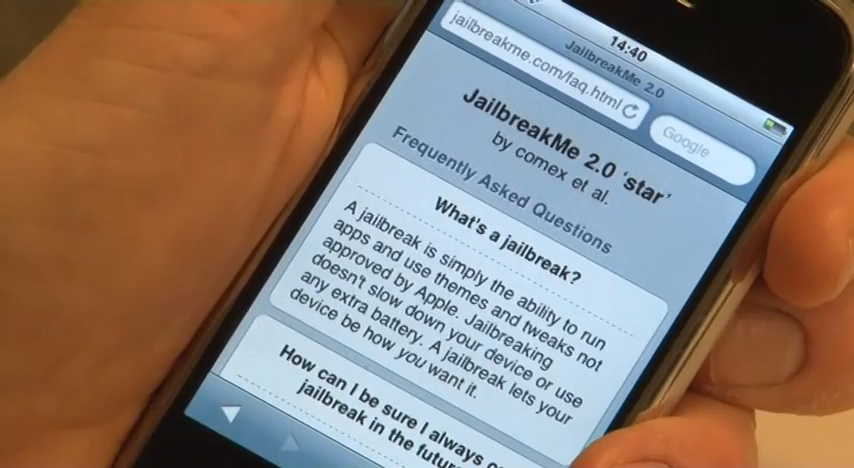 14:40
JailbreakMe 2.0
jailbreakme.com/faq.html
Google
JailbreakMe 2.0 'star'
by comex et al.
Frequently Asked Questions
What's a jailbreak?
A jailbreak is simply the ability to run
apps and use themes and tweaks not
approved by Apple. Jailbreaking
doesn't slow down your device or use
any extra battery. A jailbreak lets your
device be how you want it.
How can I be sure I always
jailbreak in the